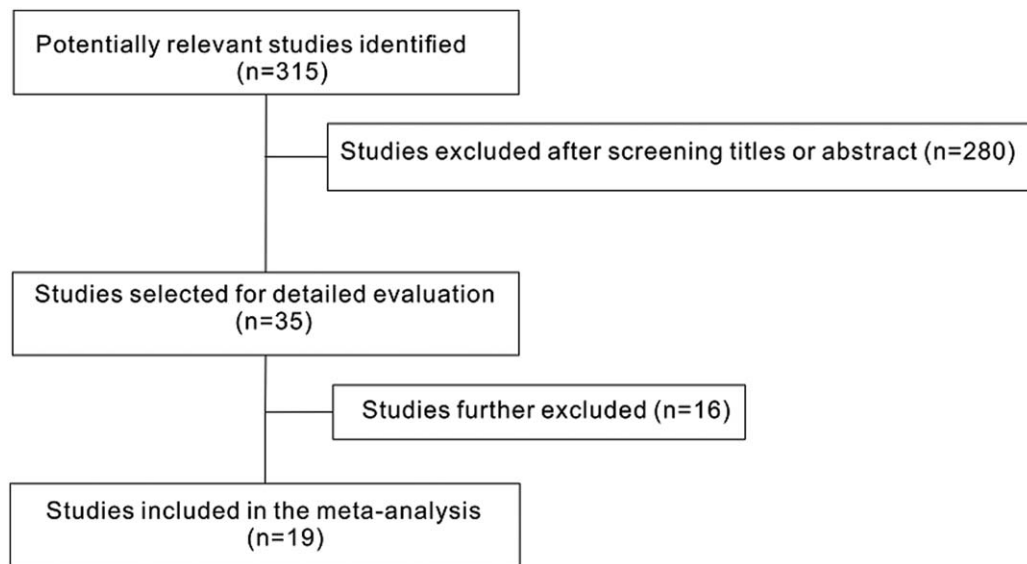 Potentially relevant studies identified
(n=315)
Studies excluded after screening titles or abstract (n=280)
Studies selected for detailed evaluation
(n=35)
Studies further excluded (n=16)
Studies included in the meta-analysis
(n=19)